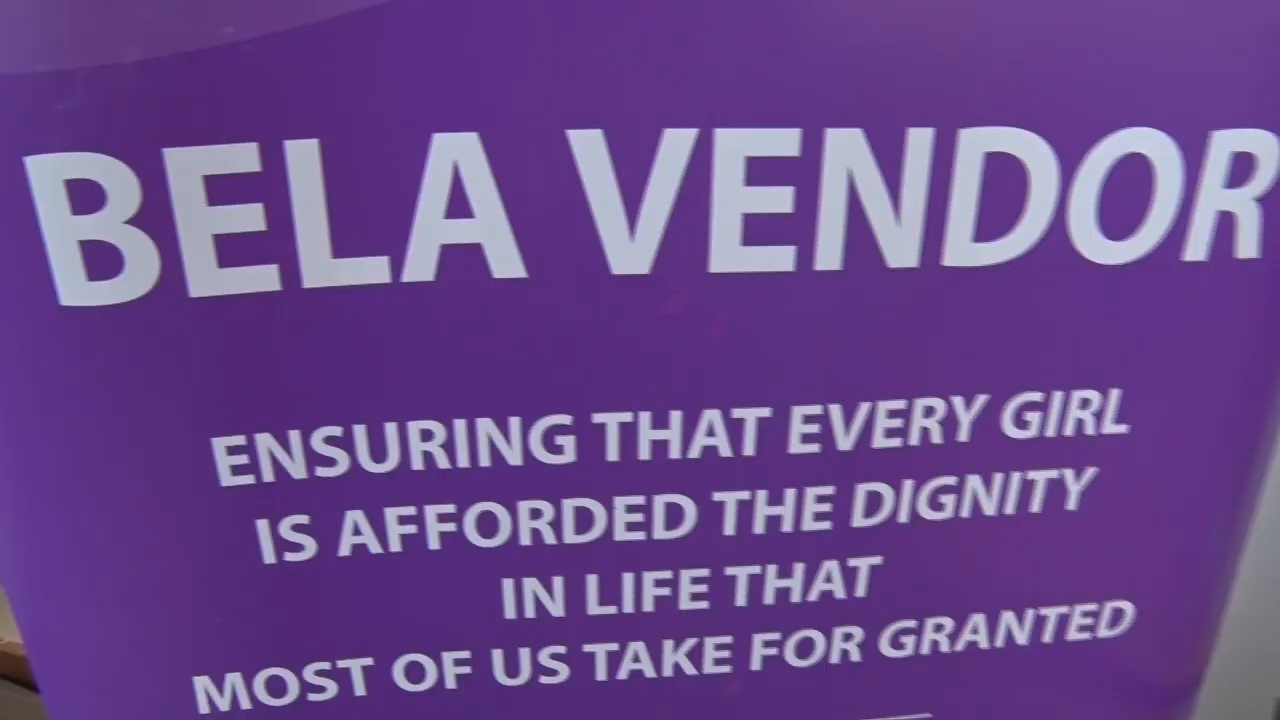 BELA VENDOR
ENSURING THAT EVERY GIRL
IS AFFORDED THE DIGNITY
IN LIFE THAT
MOST OF US TAKE FOR GRANTED